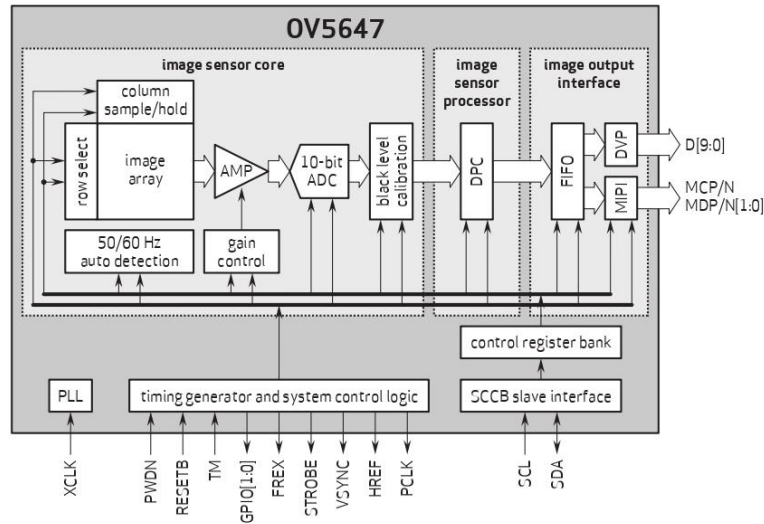 OV5647
image sensor core
image
sensor
processor
image output
interface
column
sample/hold
row select
image
array
AMP
10-bit
ADC
black level
calibration
DPC
FIFO
DVP
MIPI
D[9:0]
MCP/N
MDP/N[1:0]
50/60 Hz
auto detection
gain
control
control register bank
PLL
timing generator and system control logic
SCCB slave interface
XCLK
PWDN
RESETB
TM
GPIO[1:0]
FREX
STROBE
VSYNC
HREF
PCLK
SCL
SDA